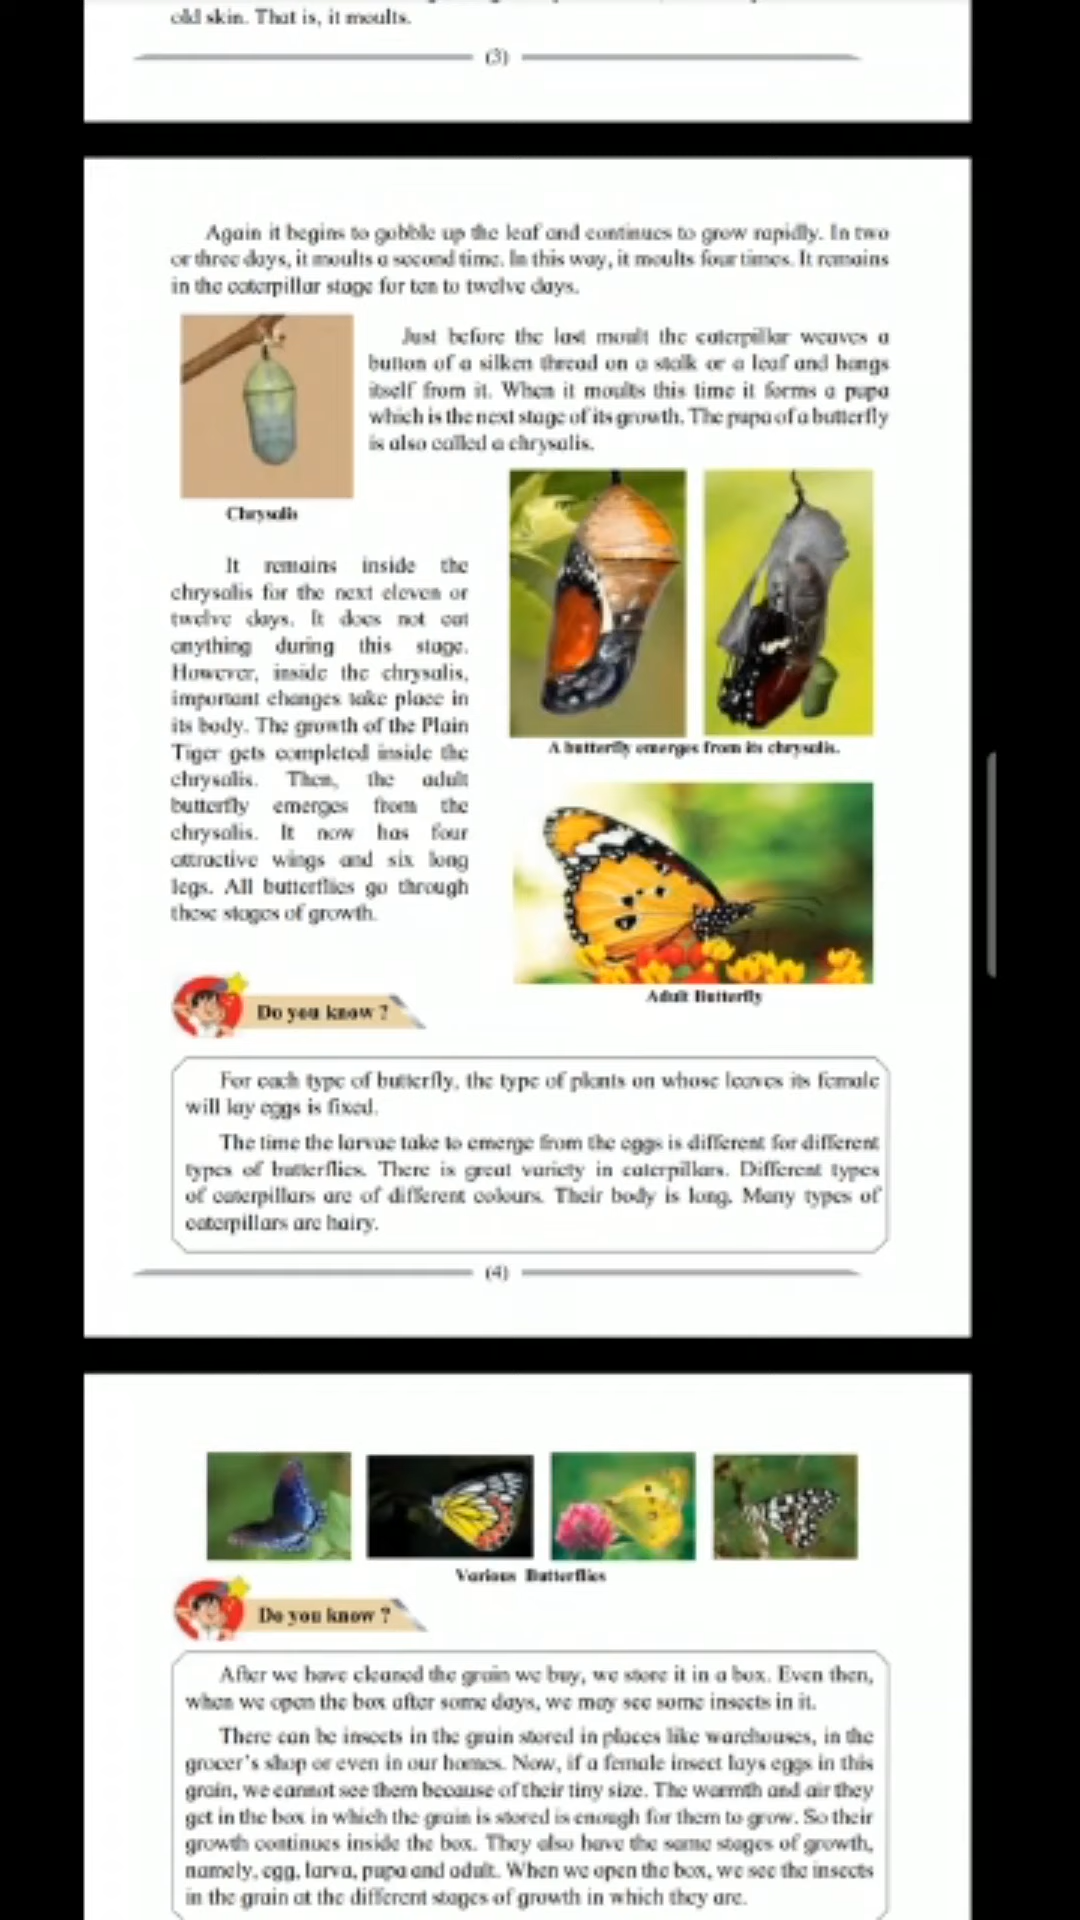 old skin. That is, it moults.
(3)
Again it begins to gobble up the leaf and continues to grow rapidly. In two
or three days, it moults a second time. In this way, it moults four times. It remains
in the caterpillar stage for ten to twelve days.
Just before the last moult the caterpillar weaves a
button of a silken thread on a stalk or a leaf and hangs
itself from it. When it moults this time it forms a pupa
which is the next stage of its growth. The pupa of a butterfly
is also called a chrysalis.
Chrysalis
It remains inside the
chrysalis for the next eleven or
twelve days. It does not eat
anything during this stage.
However, inside the chrysalis,
important changes take place in
its body. The growth of the Plain
Tiger gets completed inside the
chrysalis. Then, the adult
butterfly emerges from the
chrysalis. It now has four
attractive wings and six long
legs. All butterflies go through
these stages of growth.
A butterfly emerges from its chrysalis.
Adult Butterfly
Do you know ?
For each type of butterfly, the type of plants on whose leaves its female
will lay eggs is fixed.
The time the larvae take to emerge from the eggs is different for different
types of butterflies. There is great variety in caterpillars. Different types
of caterpillars are of different colours. Their body is long. Many types of
caterpillars are hairy.
(4)
Various Butterflies
Do you know ?
After we have cleaned the grain we buy, we store it in a box. Even then,
when we open the box after some days, we may see some insects in it.
There can be insects in the grain stored in places like warehouses, in the
grocer's shop or even in our homes. Now, if a female insect lays eggs in this
grain, we cannot see them because of their tiny size. The warmth and air they
get in the box in which the grain is stored is enough for them to grow. So their
growth continues inside the box. They also have the same stages of growth,
namely, egg, larva, pupa and adult. When we open the box, we see the insects
in the grain at the different stages of growth in which they are.